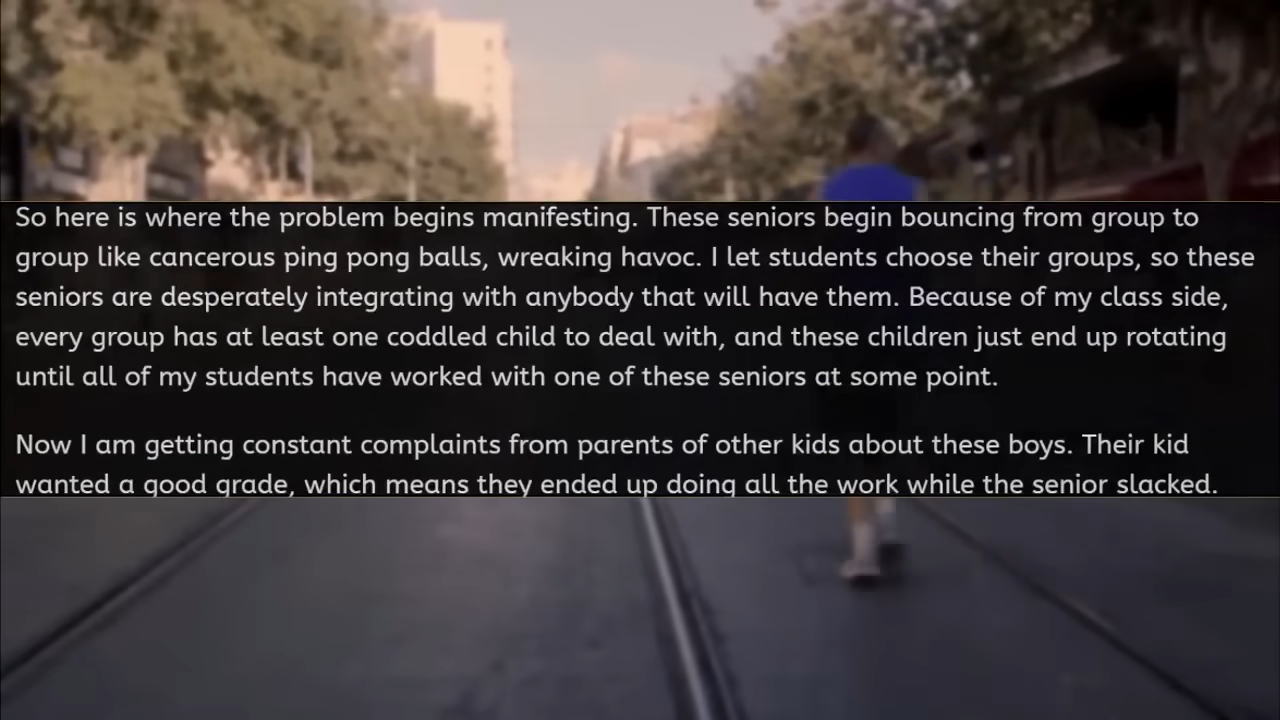 So here is where the problem begins manifesting. These seniors begin bouncing from group to
group like cancerous ping pong balls, wreaking havoc. I let students choose their groups, so these
seniors are desperately integrating with anybody that will have them. Because of my class side,
every group has at least one coddled child to deal with, and these children just end up rotating
until all of my students have worked with one of these seniors at some point.
Now I am getting constant complaints from parents of other kids about these boys. Their kid
wanted a good grade, which means they ended up doing all the work while the senior slacked.